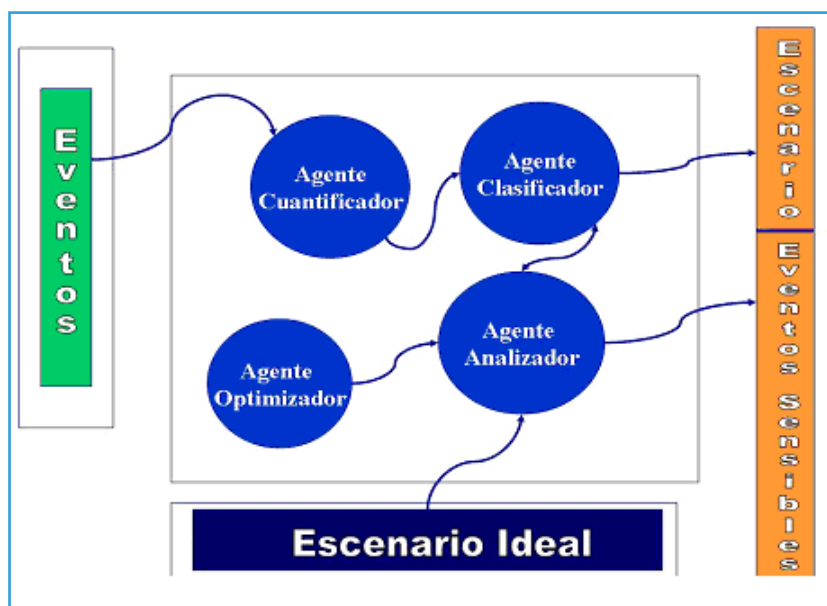 Eventos
Agente
Cuantificador
Agente
Clasificador
Agente
Optimizador
Agente
Analizador
Escenario
Eventos Sensibles
Escenario Ideal